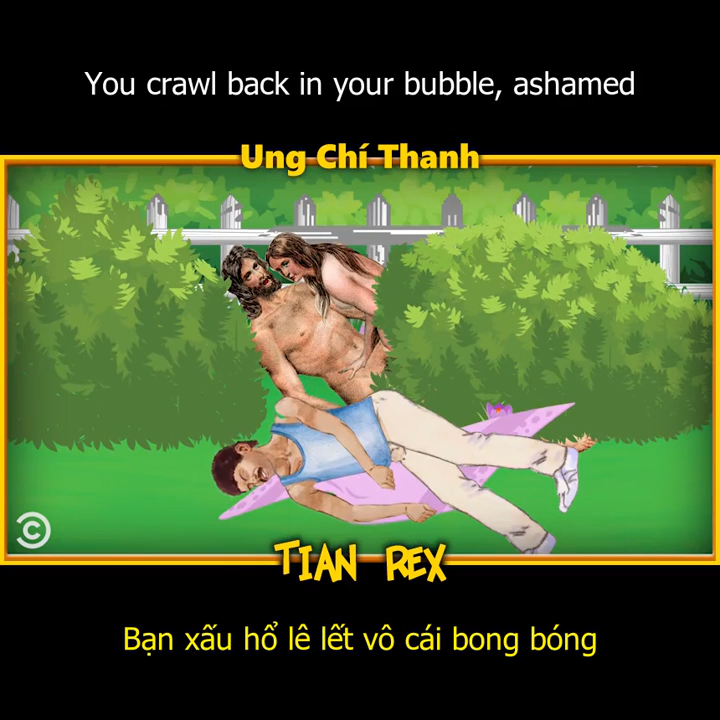 You crawl back in your bubble, ashamed
Ung Chí Thanh
TIAN REX
Bạn xấu hổ lê lết vô cái bong bóng